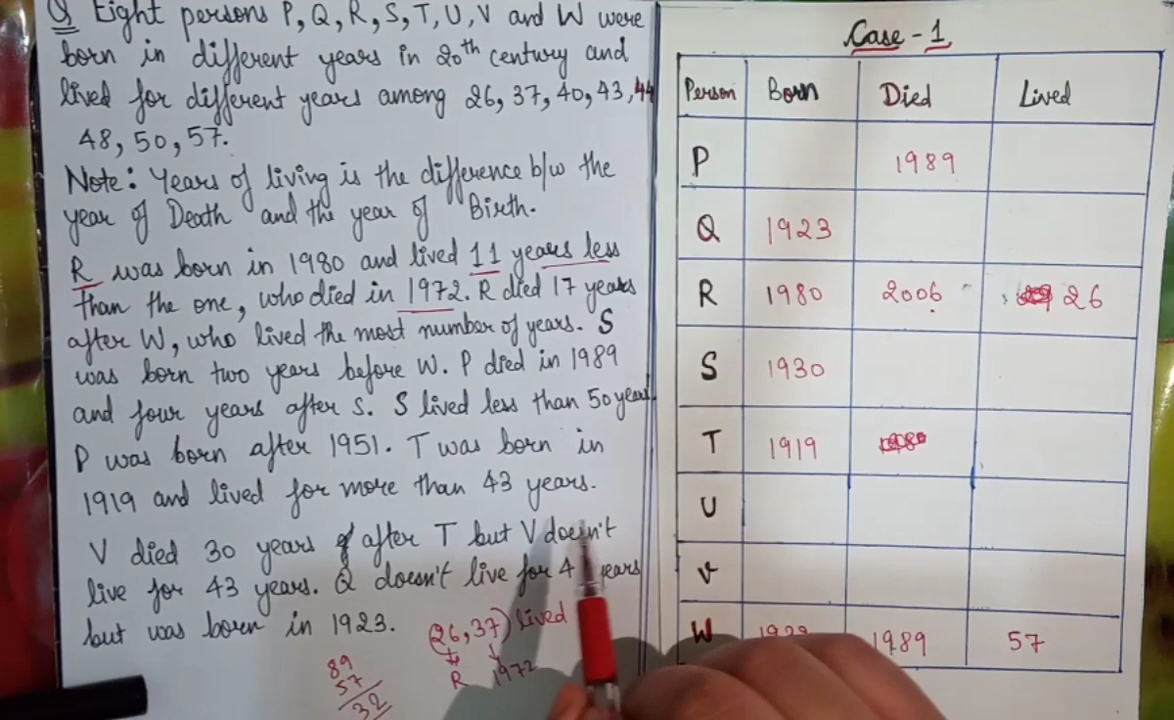 Q Eight persons P, Q, R, S, T, U, V and W were
born in different years in 20th century and
lived for different years among 26, 37, 40, 43, 44
48, 50, 57.
Note: Years of living is the difference b/w the
year of Death and the year of Birth.
R was born in 1980 and lived 11 years less
than the one, who died in 1972. R died 17 years
after W, who lived the most number of years. S
was born two years before W. P died in 1989
and four years after S. S lived less than 50 years.
P was born after 1951. T was born in
1919 and lived for more than 43 years.
V died 30 years after T but V doesn't
live for 43 years. Q doesn't live for 4 years
but was born in 1923.
(26, 37) lived
R 1972
89
57
32
Case - 1
Person Born Died Lived
P 1989
Q 1923
R 1980 2006 26
S 1930
T 1919
U
V
W 1989 57